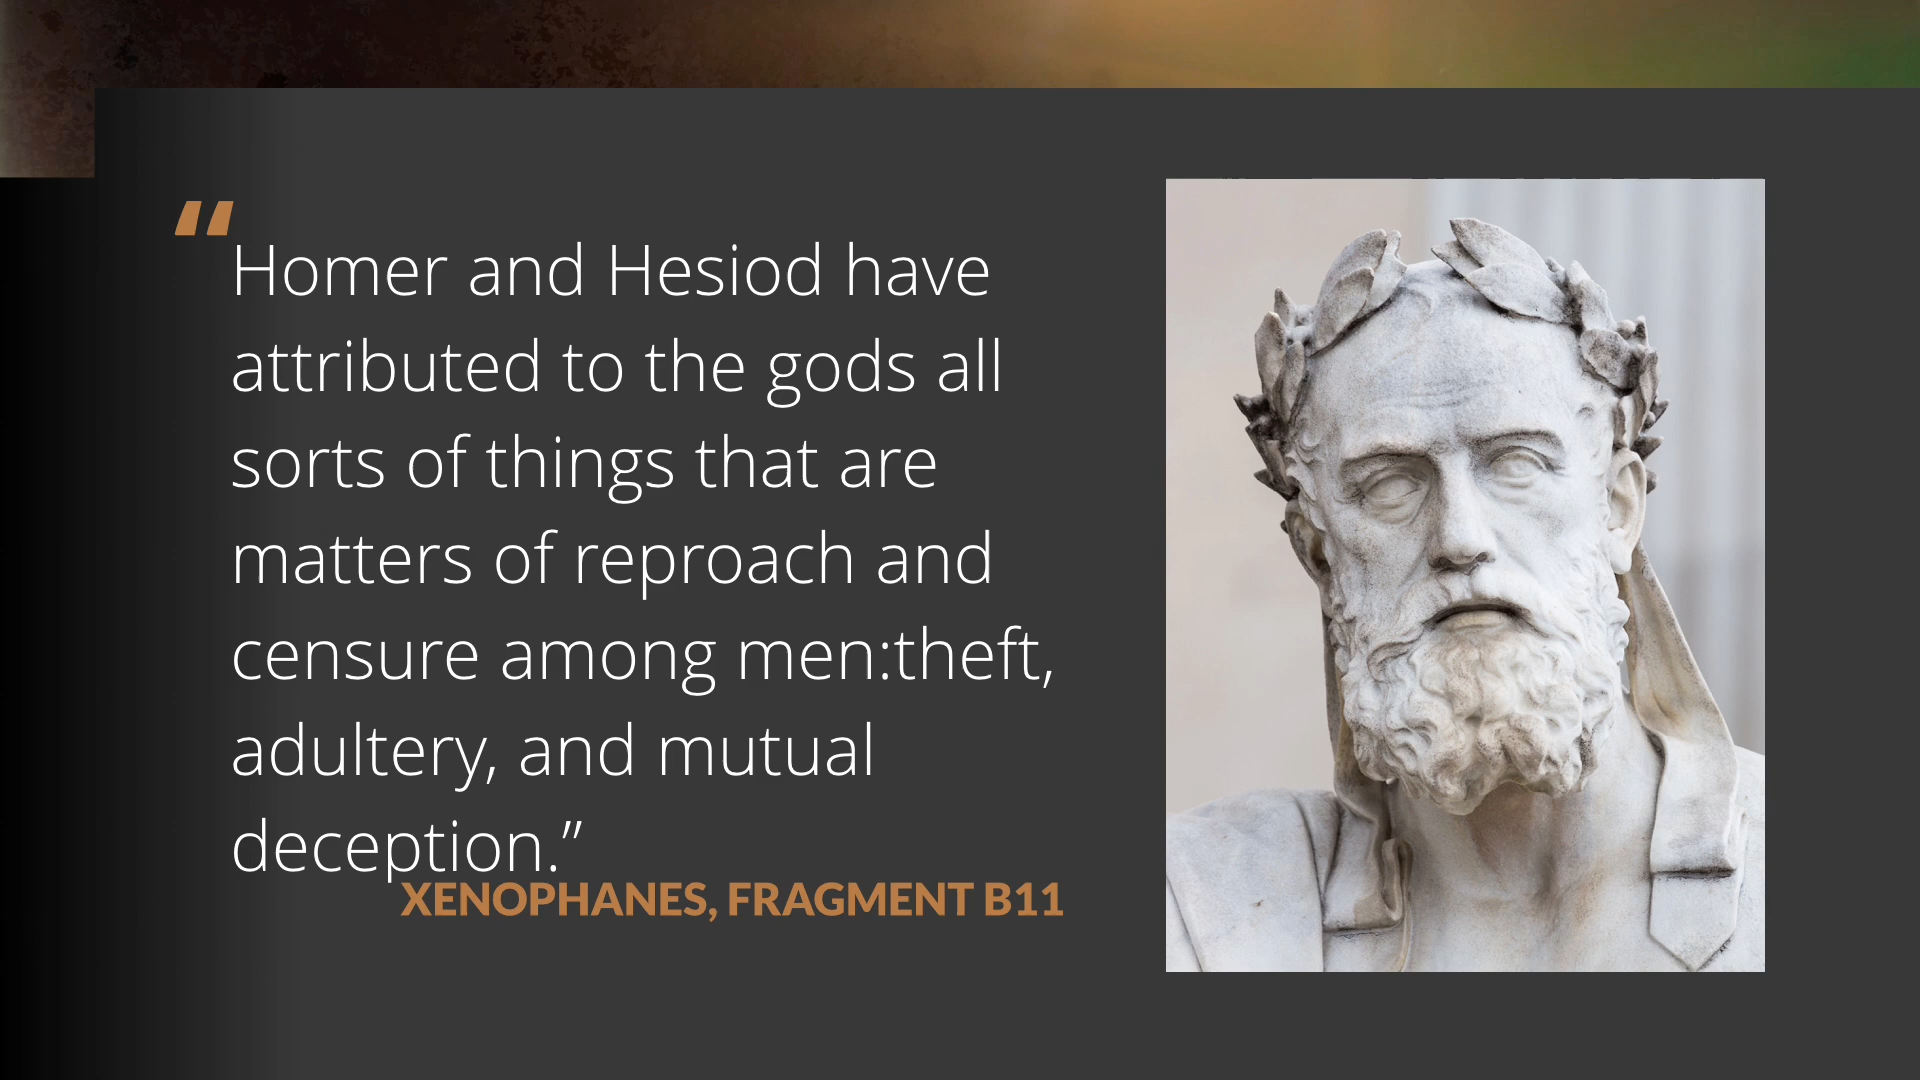 “Homer and Hesiod have
attributed to the gods all
sorts of things that are
matters of reproach and
censure among men:theft,
adultery, and mutual
deception.”
XENOPHANES, FRAGMENT B11